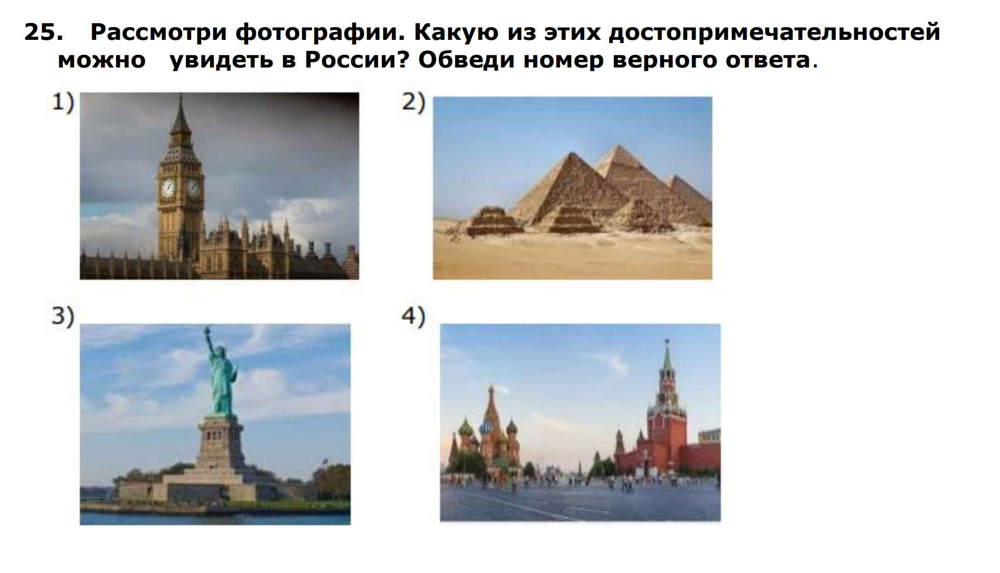 25. Рассмотри фотографии. Какую из этих достопримечательностей
можно увидеть в России? Обведи номер верного ответа.
1) 2)
3) 4)